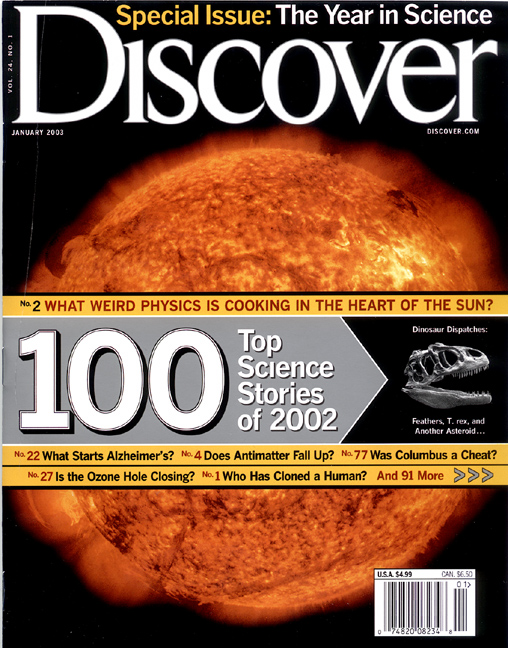 Special Issue: The Year in Science
Discover
VOL. 24, NO. 1
JANUARY 2003
DISCOVER.COM
No. 2 WHAT WEIRD PHYSICS IS COOKING IN THE HEART OF THE SUN?
100
Top
Science
Stories
of 2002
Dinosaur Dispatches:
Feathers, T. rex, and
Another Asteroid...
No. 22 What Starts Alzheimer's? No. 4 Does Antimatter Fall Up? No. 77 Was Columbus a Cheat?
No. 27 Is the Ozone Hole Closing? No. 1 Who Has Cloned a Human? And 91 More >>>
U.S.A. $4.99 CAN. $6.50
01>
0 74820 08234 8